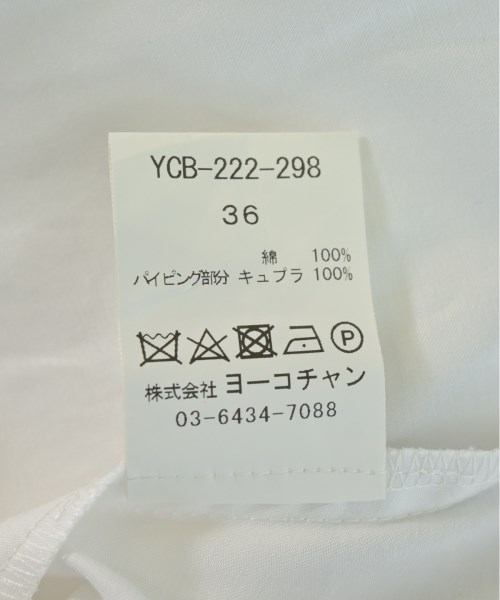 YCB-222-298
36
綿 100%
パイピング部分 キュプラ 100%
P
株式会社 ヨーコチャン
03-6434-7088